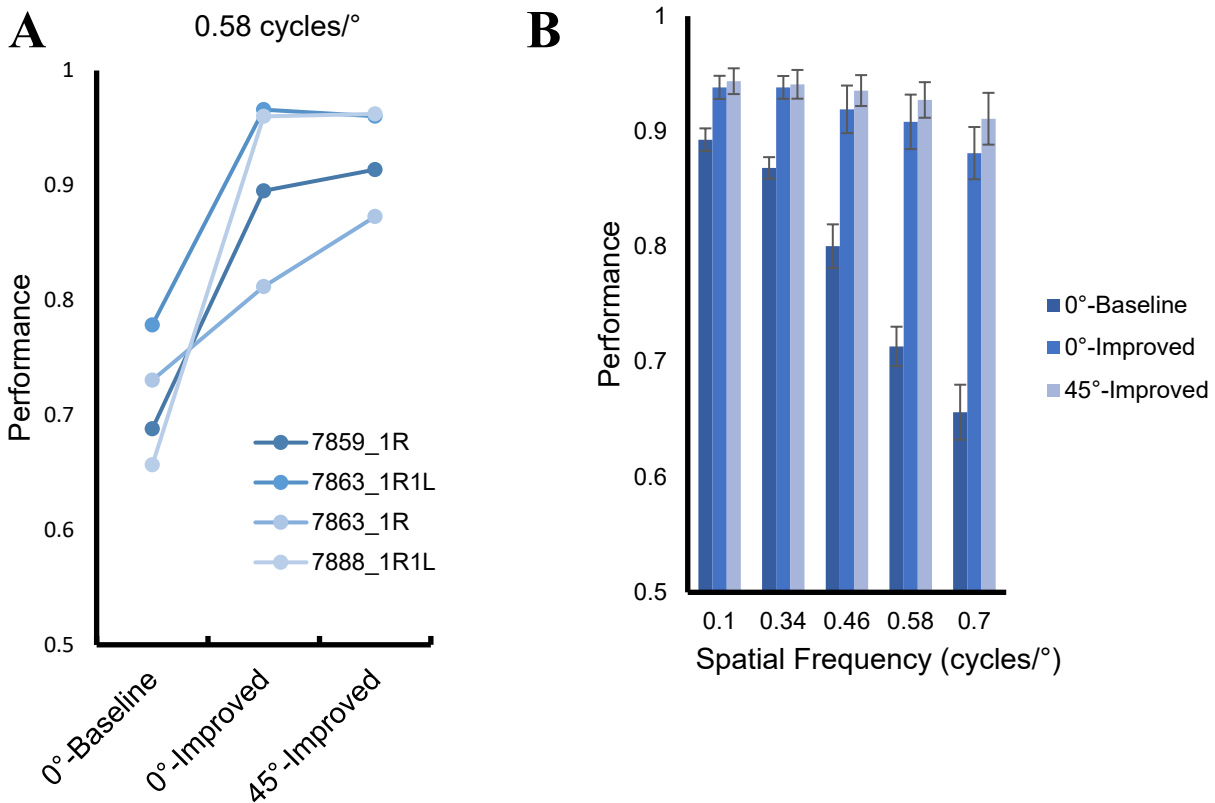 A
0.58 cycles/°
1
0.9
0.8
0.7
0.6
0.5
Performance
7859_1R
7863_1R1L
7863_1R
7888_1R1L
0°-Baseline
0°-Improved
45°-Improved
B
1
0.9
0.8
0.7
0.6
0.5
Performance
0.1 0.34 0.46 0.58 0.7
Spatial Frequency (cycles/°)
0°-Baseline
0°-Improved
45°-Improved